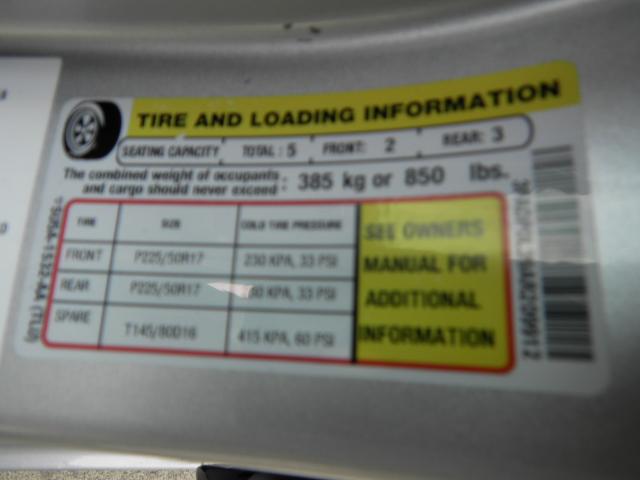 TIRE AND LOADING INFORMATION
SEATING CAPACITY TOTAL : 5 FRONT: 2 REAR: 3
The combined weight of occupants and cargo should never exceed : 385 kg or 850 lbs.
TIRE SIZE COLD TIRE PRESSURE
FRONT P225/50R17 230 KPA, 33 PSI
REAR P225/50R17 30 KPA, 33 PSI
SPARE T145/80D16 415 KPA, 60 PSI
SEE OWNERS
MANUAL FOR
ADDITIONAL
INFORMATION